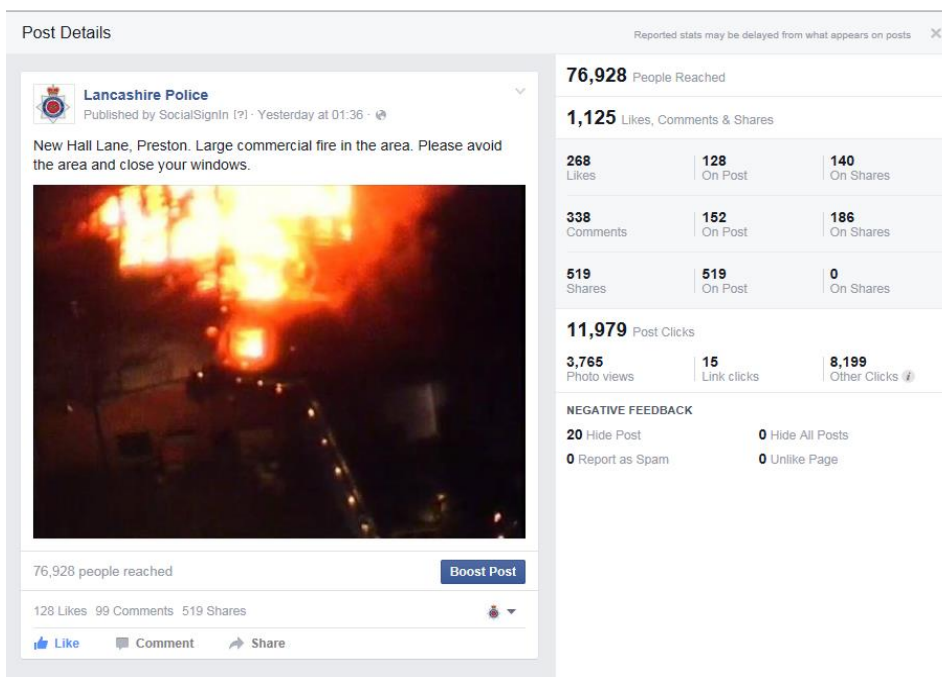 Post Details
Reported stats may be delayed from what appears on posts
Lancashire Police
Published by SocialSignIn [?] · Yesterday at 01:36 ·
New Hall Lane, Preston. Large commercial fire in the area. Please avoid
the area and close your windows.
76,928 people reached
Boost Post
128 Likes 99 Comments 519 Shares
Like Comment Share
76,928 People Reached
1,125 Likes, Comments & Shares
268 128 140
Likes On Post On Shares
338 152 186
Comments On Post On Shares
519 519 0
Shares On Post On Shares
11,979 Post Clicks
3,765 15 8,199
Photo views Link clicks Other Clicks i
NEGATIVE FEEDBACK
20 Hide Post 0 Hide All Posts
0 Report as Spam 0 Unlike Page